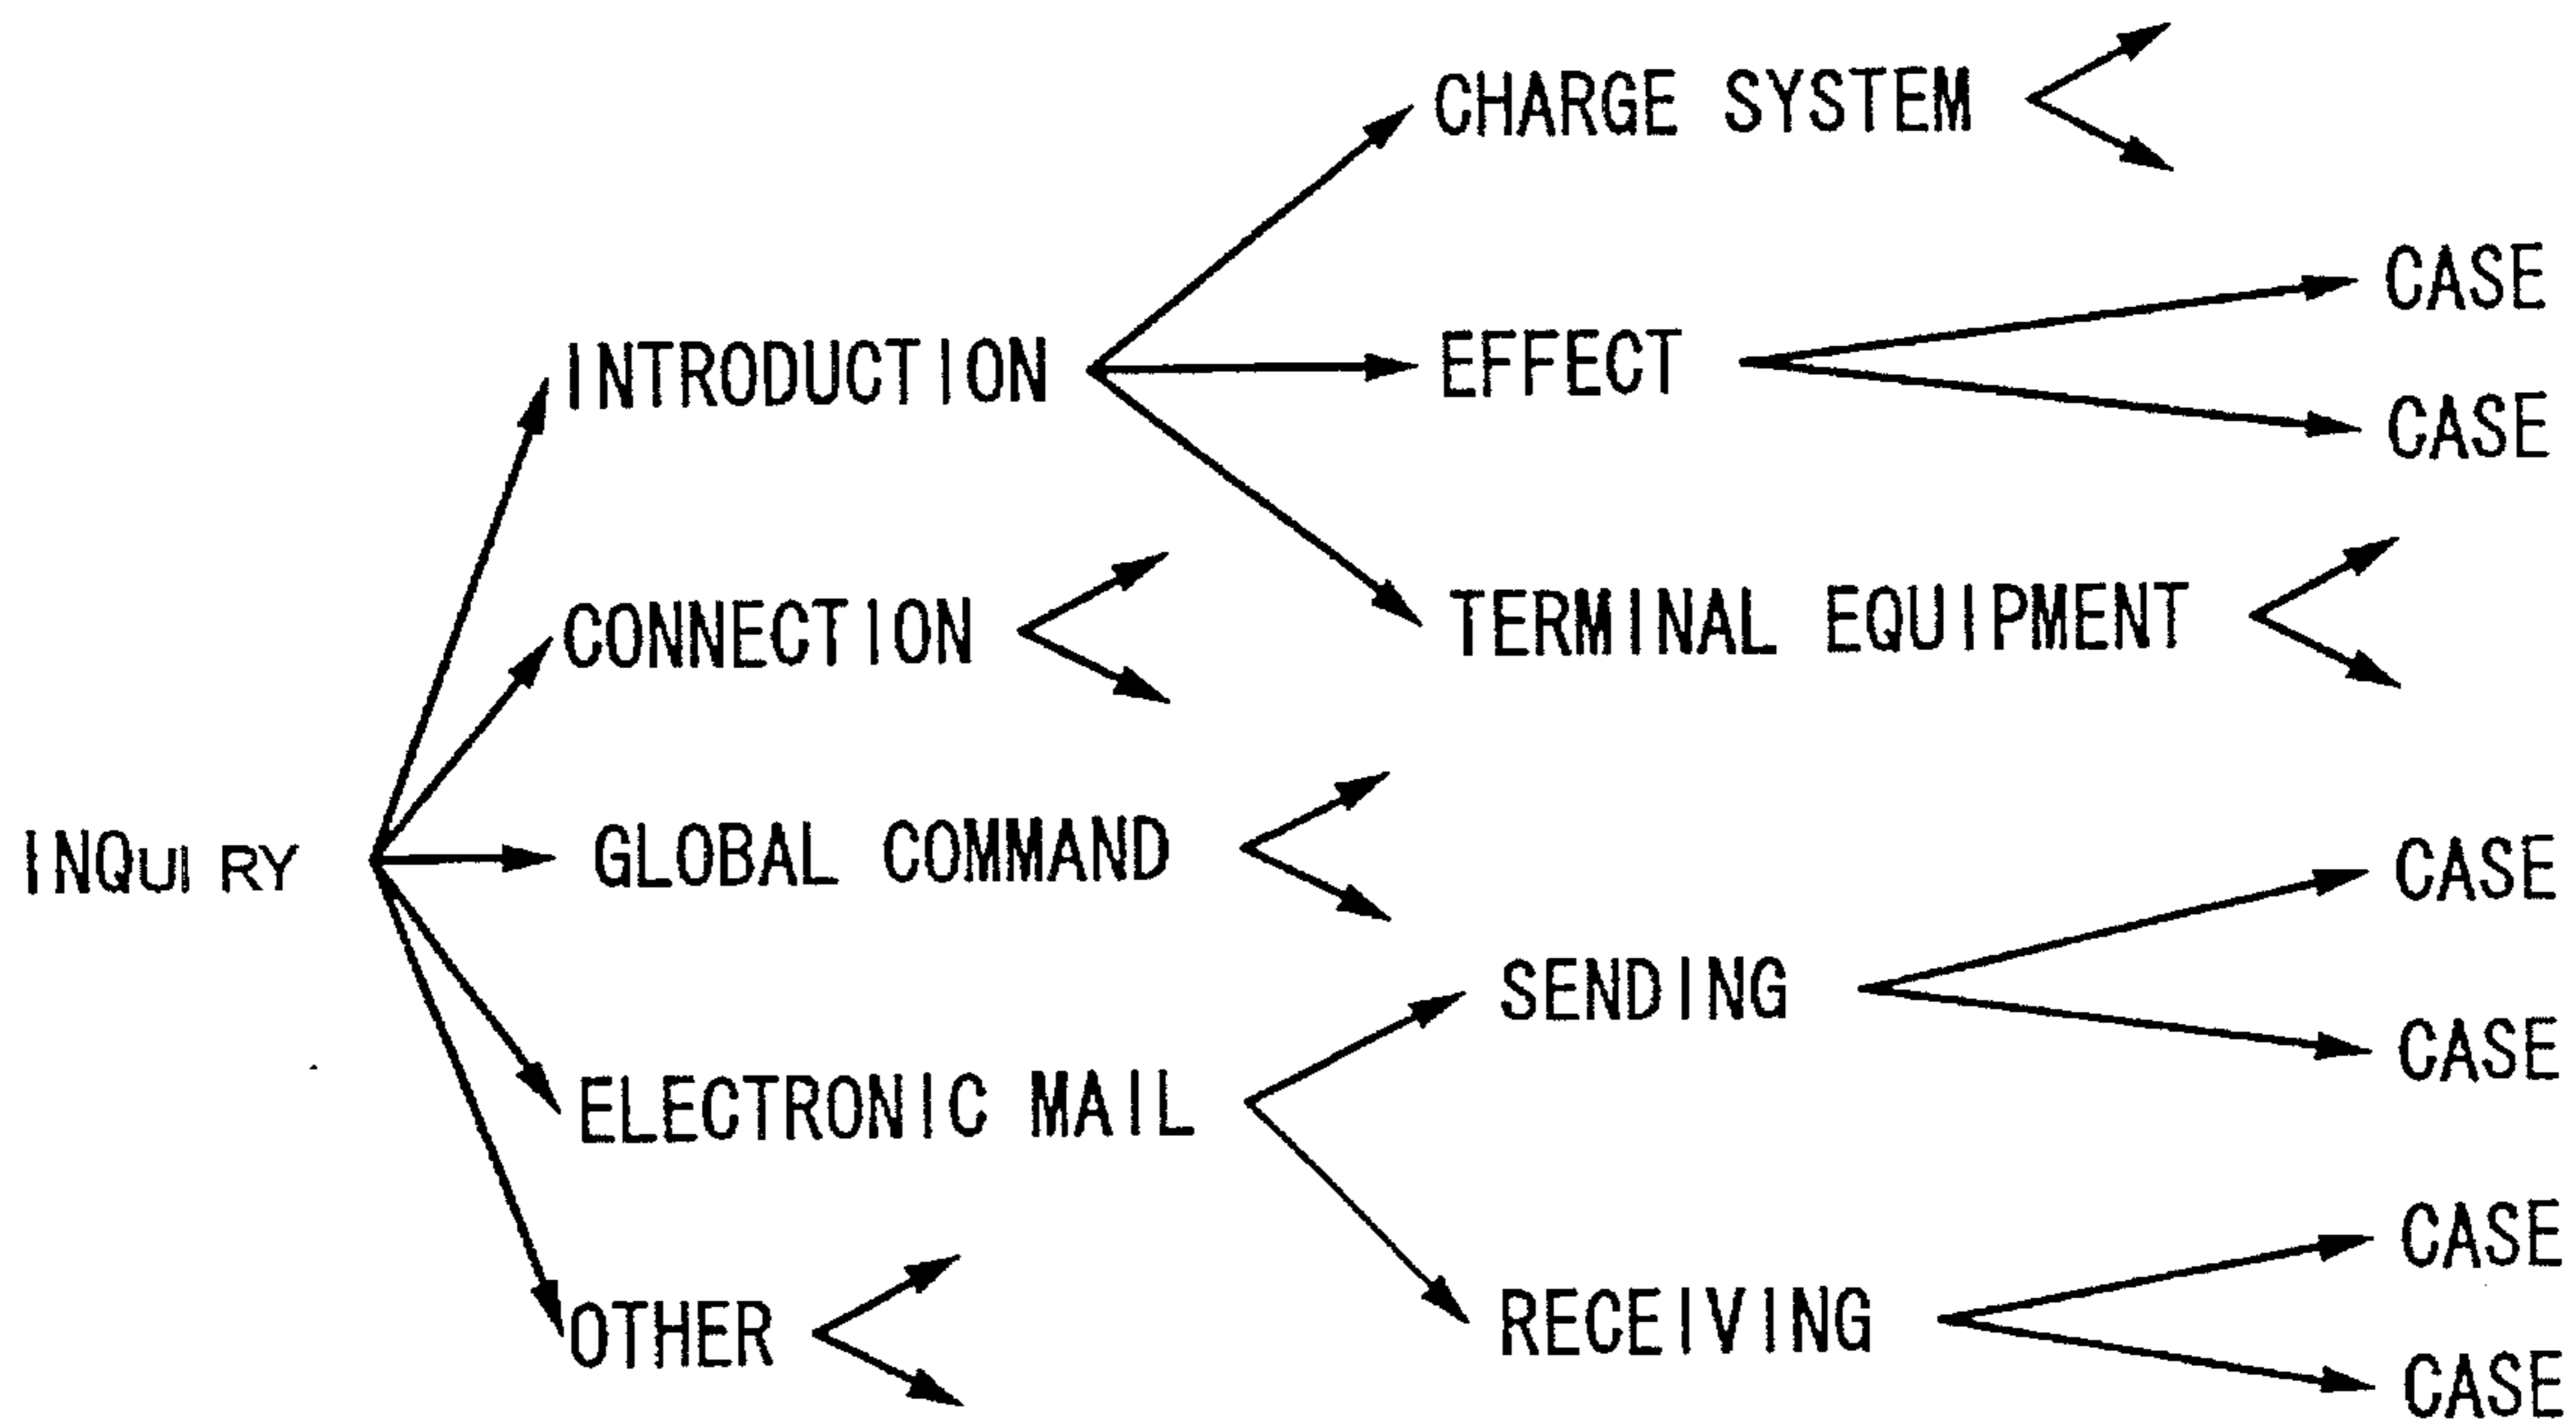 CHARGE SYSTEM
CASE
INTRODUCTION
EFFECT
CASE
CONNECTION
TERMINAL EQUIPMENT
INQUIRY
GLOBAL COMMAND
CASE
SENDING
CASE
ELECTRONIC MAIL
CASE
OTHER
RECEIVING
CASE